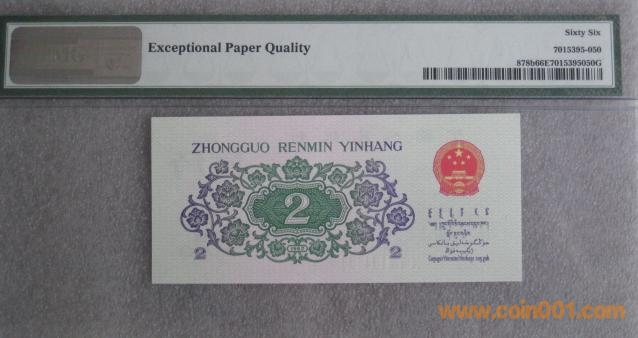 Sixty Six
Exceptional Paper Quality
7015395-050
878b66E7015395050G
ZHONGGUO RENMIN YINHANG
2
2
2
www.coin001.com